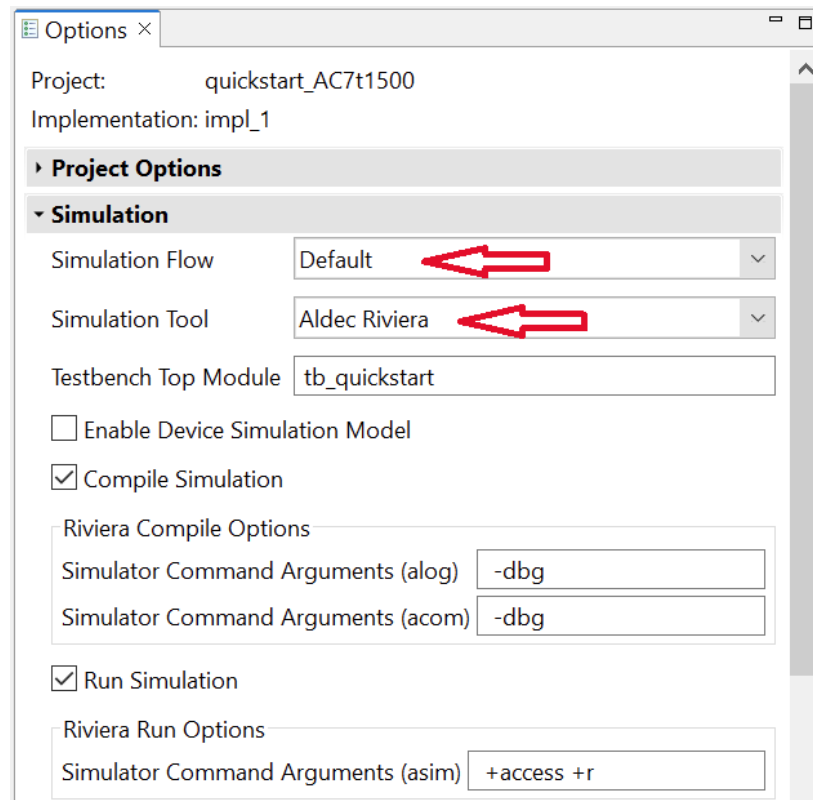 Options
Project: quickstart_AC7t1500
Implementation: impl_1
Project Options
Simulation
Simulation Flow Default
Simulation Tool Aldec Riviera
Testbench Top Module tb_quickstart
Enable Device Simulation Model
Compile Simulation
Riviera Compile Options
Simulator Command Arguments (alog) -dbg
Simulator Command Arguments (acom) -dbg
Run Simulation
Riviera Run Options
Simulator Command Arguments (asim) +access +r